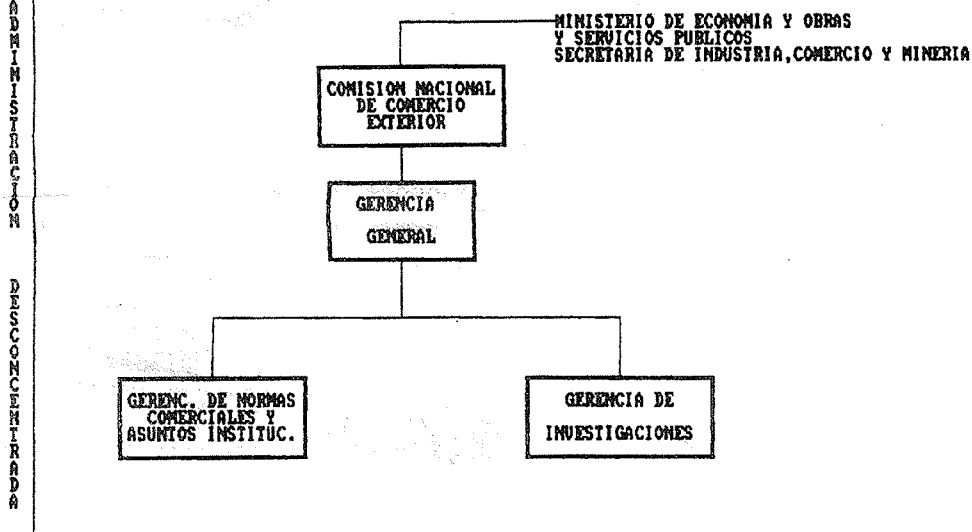 ADMINISTRACIÓN DESCONCENTRADA
MINISTERIO DE ECONOMIA Y OBRAS
Y SERVICIOS PUBLICOS
SECRETARIA DE INDUSTRIA,COMERCIO Y MINERIA
COMISION NACIONAL
DE COMERCIO
EXTERIOR
GERENCIA
GENERAL
GERENC. DE NORMAS
COMERCIALES Y
ASUNTOS INSTITUC.
GERENCIA DE
INVESTIGACIONES